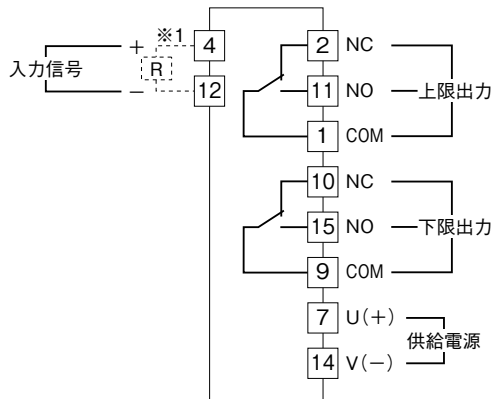 入力信号
+
−
※1
R
4
12
2 NC
11 NO
1 COM
上限出力
10 NC
15 NO
9 COM
下限出力
7 U(+)
14 V(−)
供給電源